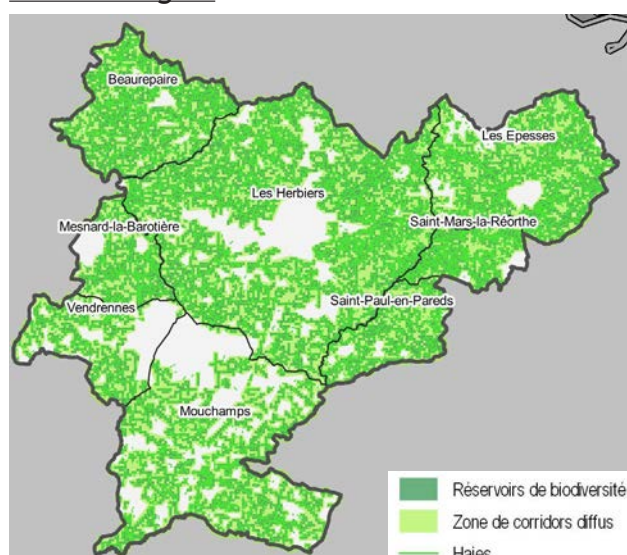 Beaurepaire
Les Epesses
Les Herbiers
Mesnard-la-Barotière
Saint-Mars-la-Réorthe
Saint-Paul-en-Pareds
Vendrennes
Mouchamps
Réservoirs de biodiversité
Zone de corridors diffus
Haies